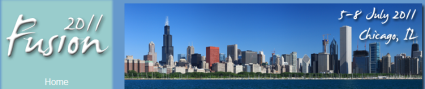 2011
Fusion
Home
5-8 July 2011
Chicago, IL